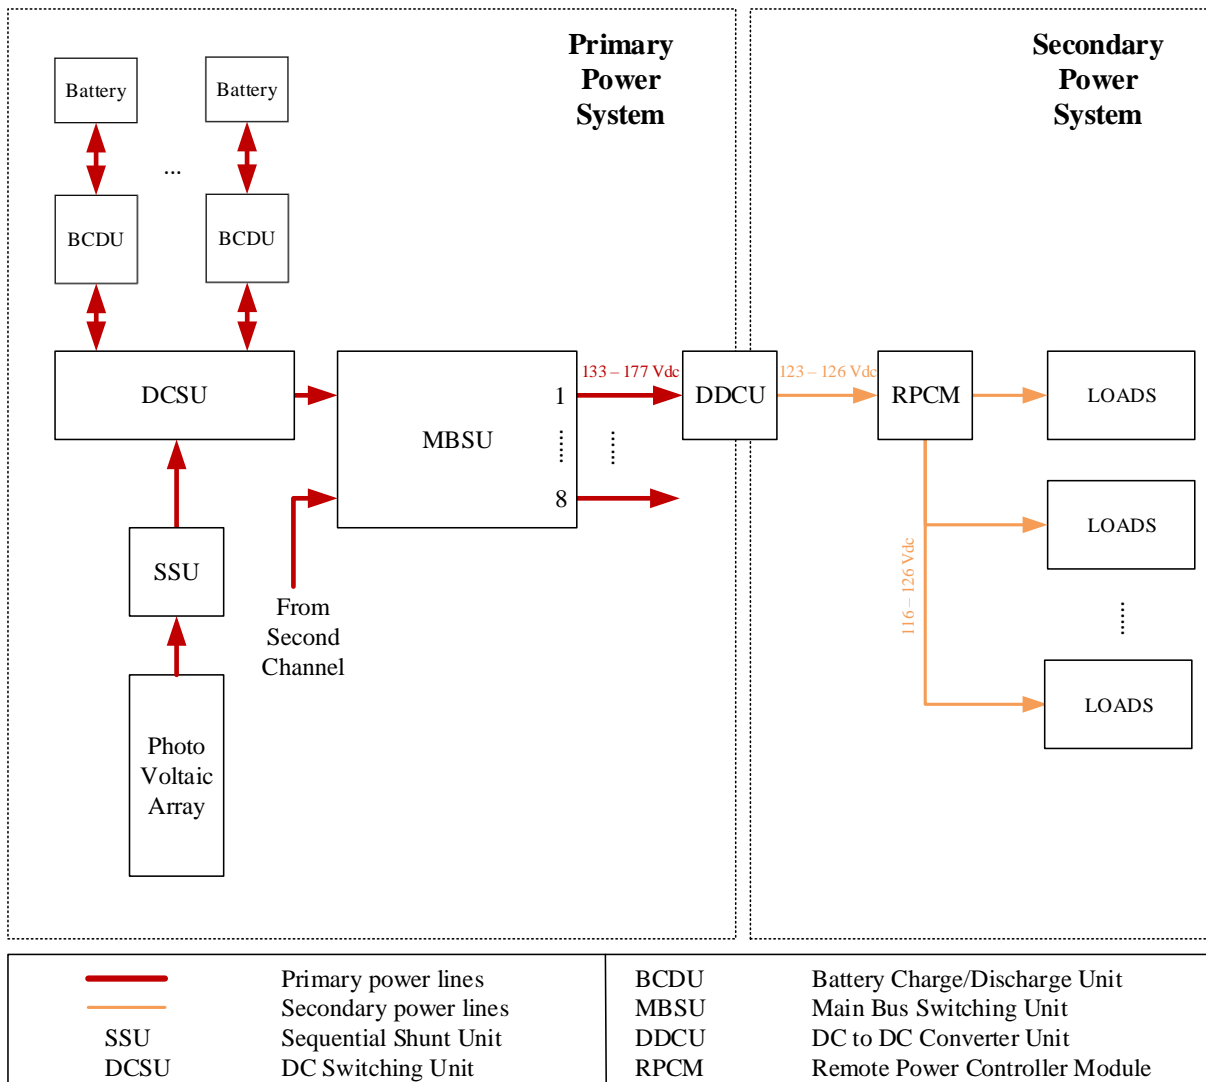 Primary
Power
System
Secondary
Power
System
Battery
Battery
...
BCDU
BCDU
DCSU
MBSU
1
8
133 – 177 Vdc
DDCU
123 – 126 Vdc
RPCM
LOADS
LOADS
116 – 126 Vdc
LOADS
SSU
From
Second
Channel
Photo
Voltaic
Array
Primary power lines
Secondary power lines
SSU Sequential Shunt Unit
DCSU DC Switching Unit
BCDU Battery Charge/Discharge Unit
MBSU Main Bus Switching Unit
DDCU DC to DC Converter Unit
RPCM Remote Power Controller Module